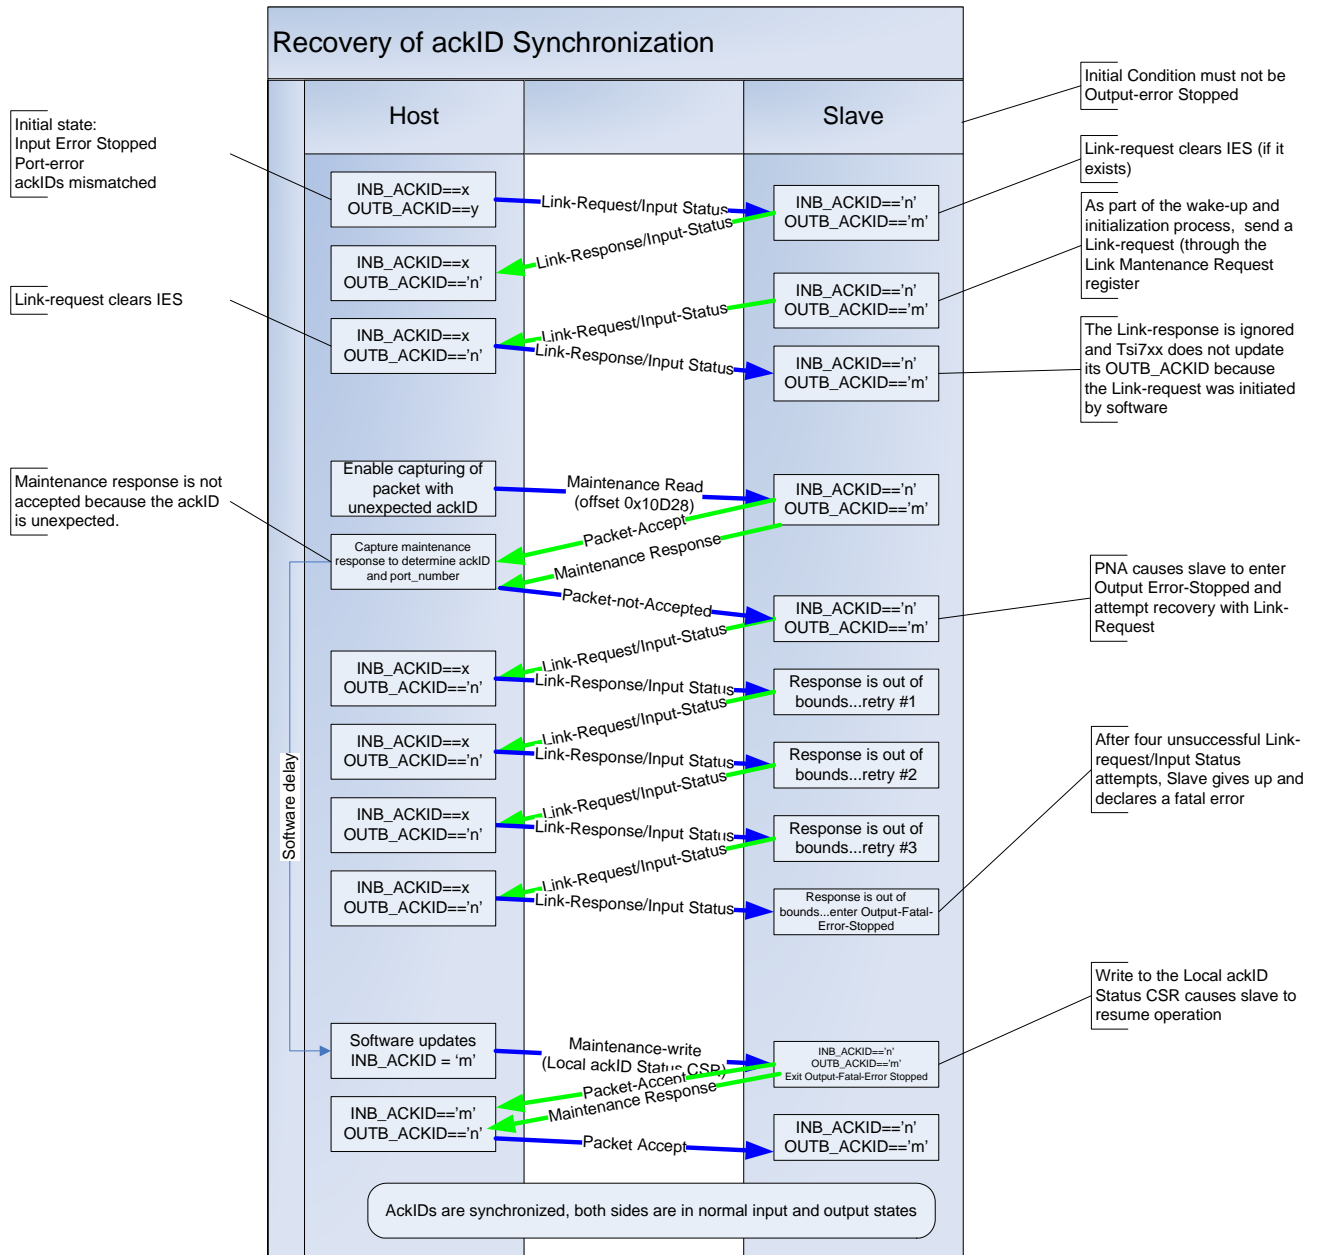 Recovery of ackID Synchronization
Host
Slave
Initial Condition must not be
Output-error Stopped
Initial state:
Input Error Stopped
Port-error
ackIDs mismatched
Link-request clears IES (if it
exists)
INB_ACKID==x
OUTB_ACKID==y
Link-Request/Input Status
INB_ACKID=='n'
OUTB_ACKID=='m'
Link-Response/Input-Status
As part of the wake-up and
initialization process, send a
Link-request (through the
Link Mantenance Request
register
INB_ACKID==x
OUTB_ACKID=='n'
INB_ACKID=='n'
OUTB_ACKID=='m'
Link-request clears IES
Link-Request/Input-Status
INB_ACKID==x
OUTB_ACKID=='n'
Link-Response/Input Status
INB_ACKID=='n'
OUTB_ACKID=='m'
The Link-response is ignored
and Tsi7xx does not update
its OUTB_ACKID because
the Link-request was initiated
by software
Maintenance response is not
accepted because the ackID
is unexpected.
Enable capturing of
packet with
unexpected ackID
Maintenance Read
(offset 0x10D28)
INB_ACKID=='n'
OUTB_ACKID=='m'
Packet-Accept
Maintenance Response
Capture maintenance
response to determine ackID
and port_number
Packet-not-Accepted
INB_ACKID=='n'
OUTB_ACKID=='m'
PNA causes slave to enter
Output Error-Stopped and
attempt recovery with Link-
Request
Link-Request/Input-Status
INB_ACKID==x
OUTB_ACKID=='n'
Link-Response/Input Status
Response is out of
bounds...retry #1
Link-Request/Input-Status
INB_ACKID==x
OUTB_ACKID=='n'
Link-Response/Input Status
Response is out of
bounds...retry #2
After four unsuccessful Link-
request/Input Status
attempts, Slave gives up and
declares a fatal error
Software delay
Link-Request/Input-Status
INB_ACKID==x
OUTB_ACKID=='n'
Link-Response/Input Status
Response is out of
bounds...retry #3
Link-Request/Input-Status
INB_ACKID==x
OUTB_ACKID=='n'
Link-Response/Input Status
Response is out of
bounds...enter Output-Fatal-
Error-Stopped
Write to the Local ackID
Status CSR causes slave to
resume operation
Software updates
INB_ACKID = 'm'
Maintenance-write
(Local ackID Status CSR)
INB_ACKID=='n'
OUTB_ACKID=='m'
Exit Output-Fatal-Error Stopped
Packet-Accept
Maintenance Response
INB_ACKID=='m'
OUTB_ACKID=='n'
Packet Accept
INB_ACKID=='n'
OUTB_ACKID=='m'
AckIDs are synchronized, both sides are in normal input and output states